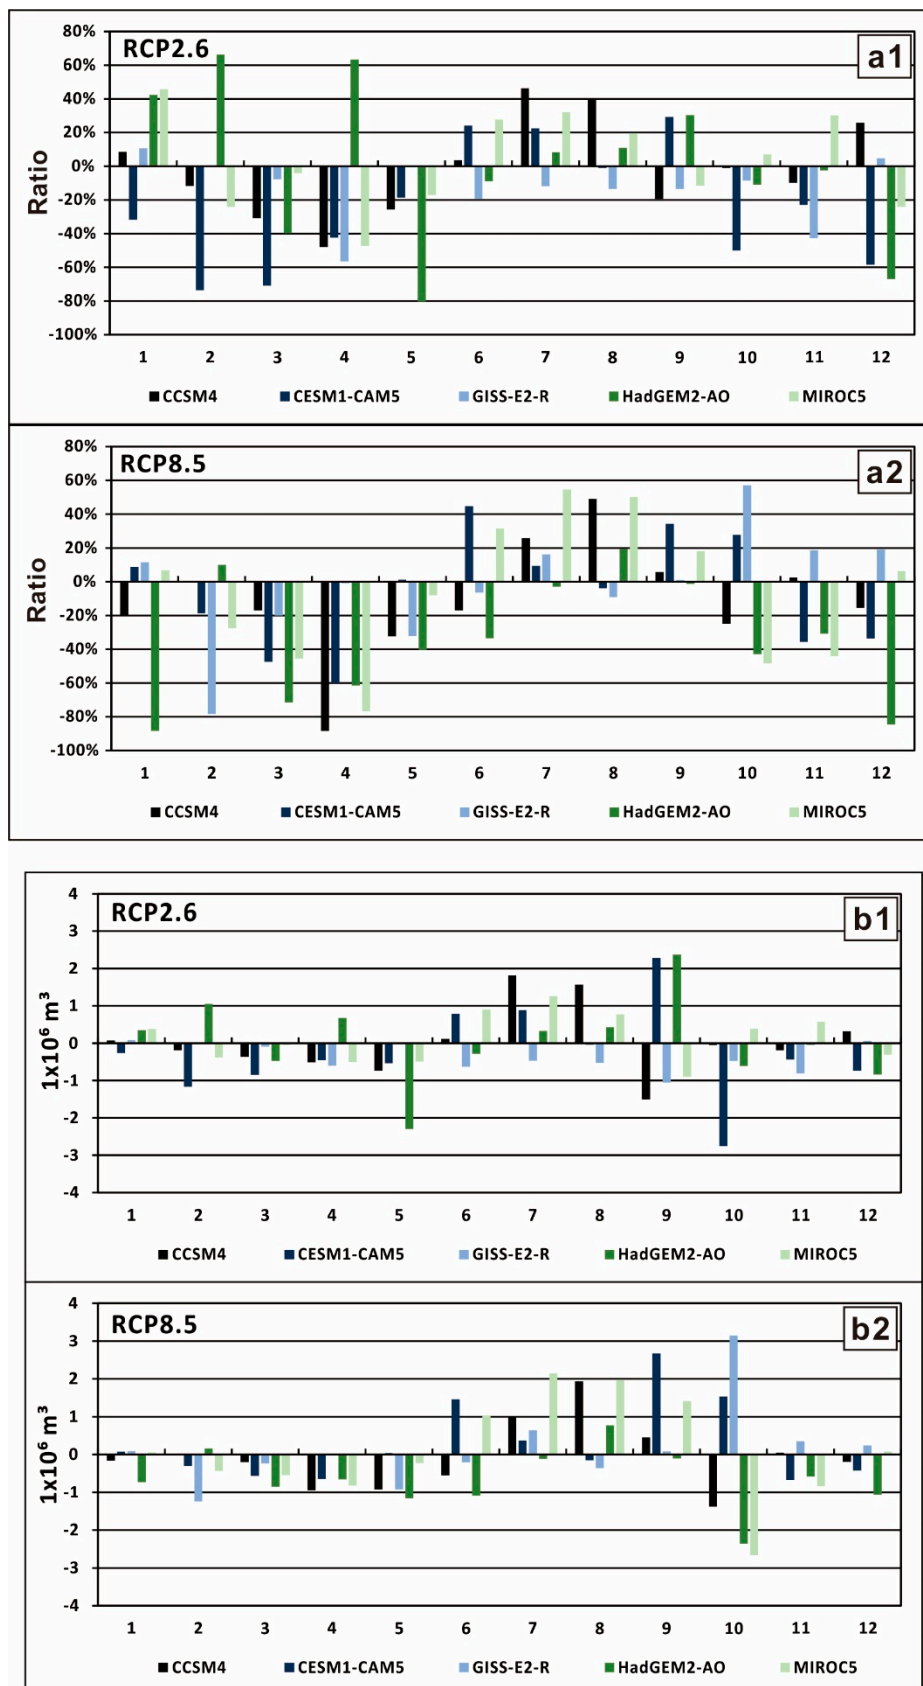 RCP2.6
a1
80%
60%
40%
20%
0%
-20%
-40%
-60%
-80%
-100%
Ratio
1 2 3 4 5 6 7 8 9 10 11 12
CCSM4 CESM1-CAM5 GISS-E2-R HadGEM2-AO MIROC5
RCP8.5
a2
80%
60%
40%
20%
0%
-20%
-40%
-60%
-80%
-100%
Ratio
1 2 3 4 5 6 7 8 9 10 11 12
CCSM4 CESM1-CAM5 GISS-E2-R HadGEM2-AO MIROC5
RCP2.6
b1
4
3
2
1
0
-1
-2
-3
-4
1x10⁶ m³
1 2 3 4 5 6 7 8 9 10 11 12
CCSM4 CESM1-CAM5 GISS-E2-R HadGEM2-AO MIROC5
RCP8.5
b2
4
3
2
1
0
-1
-2
-3
-4
1x10⁶ m³
1 2 3 4 5 6 7 8 9 10 11 12
CCSM4 CESM1-CAM5 GISS-E2-R HadGEM2-AO MIROC5